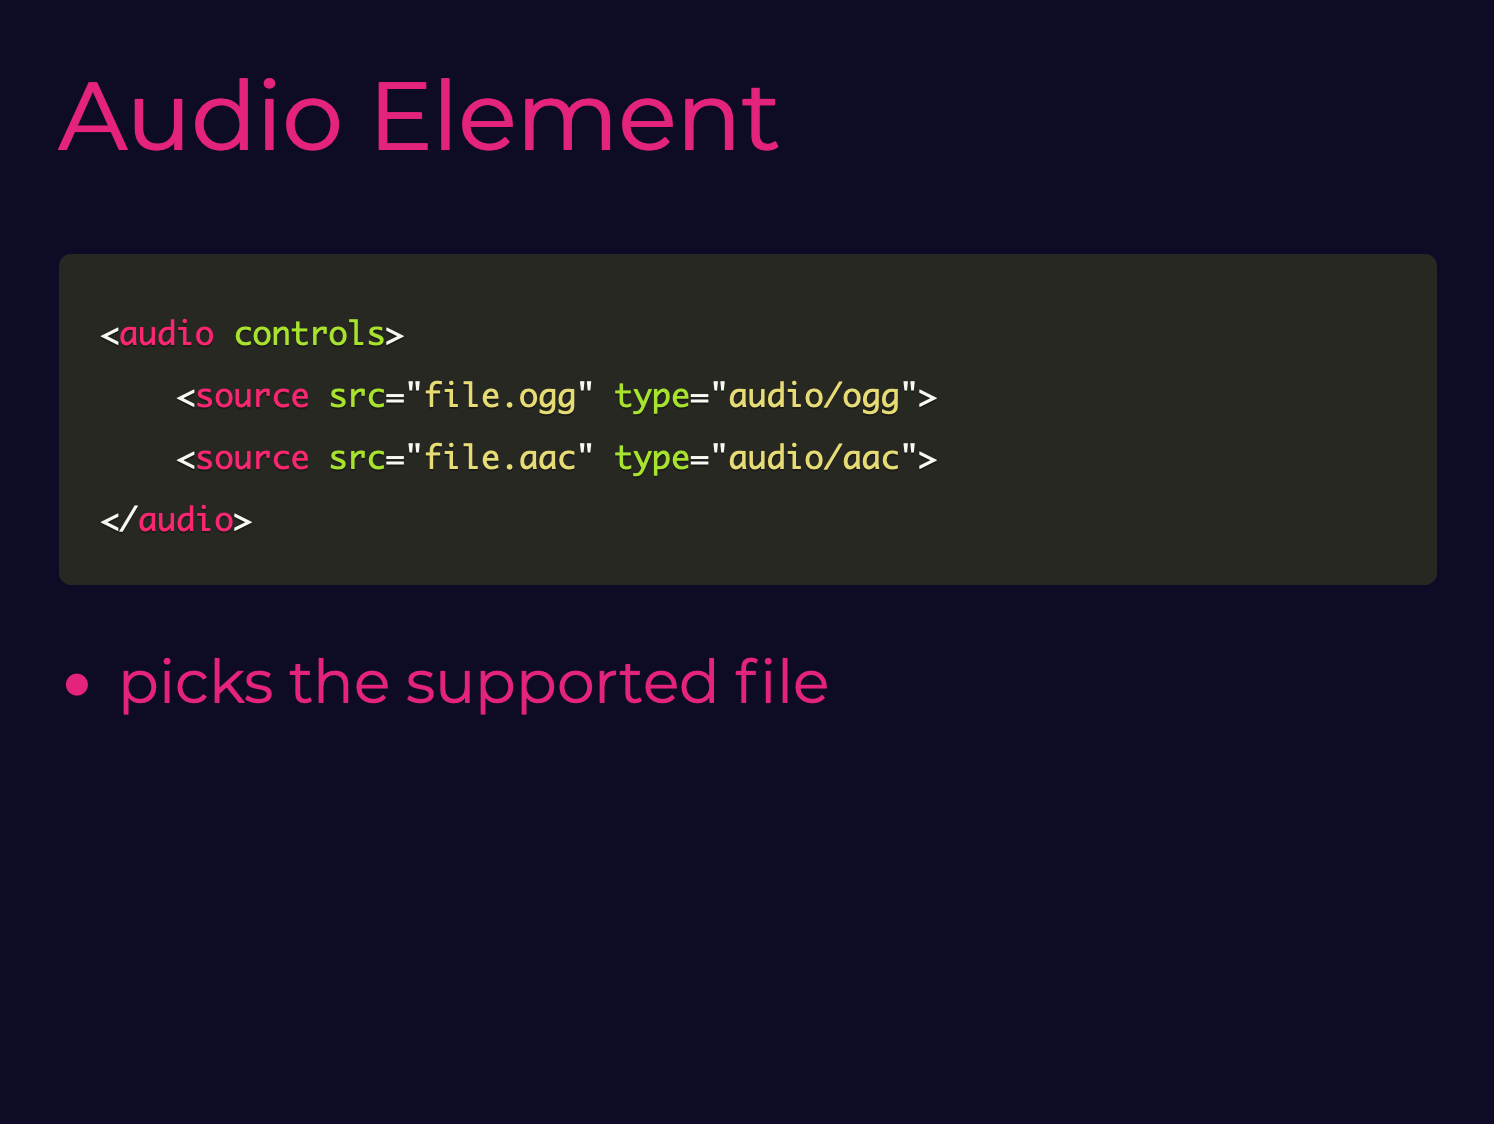 Audio Element
<audio controls>
    <source src="file.ogg" type="audio/ogg">
    <source src="file.aac" type="audio/aac">
</audio>
• picks the supported file